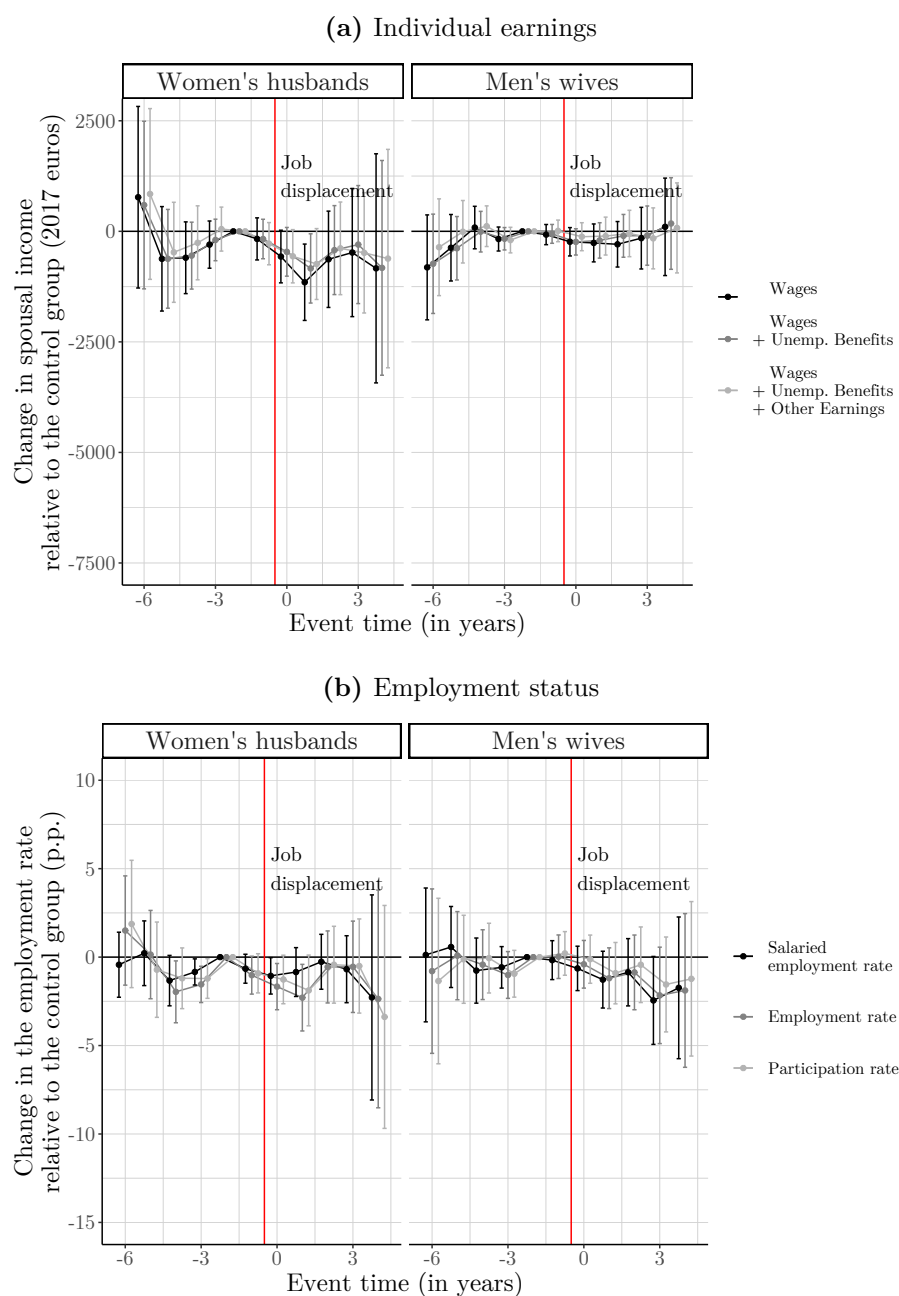 (a) Individual earnings
Women's husbands
Men's wives
Change in spousal income
relative to the control group (2017 euros)
2500
0
-2500
-5000
-7500
Job
displacement
Job
displacement
-6
-3
0
3
-6
-3
0
3
Event time (in years)
Wages
Wages
+ Unemp. Benefits
Wages
+ Unemp. Benefits
+ Other Earnings
(b) Employment status
Women's husbands
Men's wives
Change in the employment rate
relative to the control group (p.p.)
10
5
0
-5
-10
-15
Job
displacement
Job
displacement
-6
-3
0
3
-6
-3
0
3
Event time (in years)
Salaried
employment rate
Employment rate
Participation rate